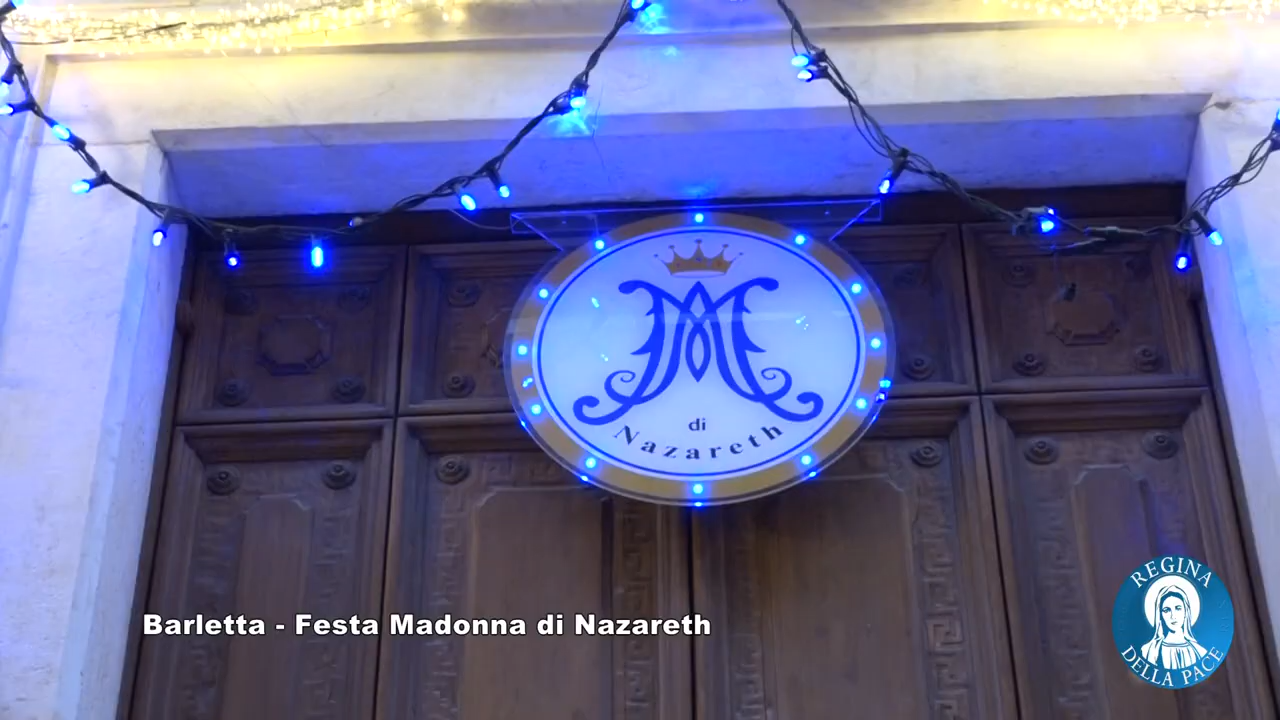 di
Nazareth
Barletta - Festa Madonna di Nazareth
REGINA
DELLA PACE